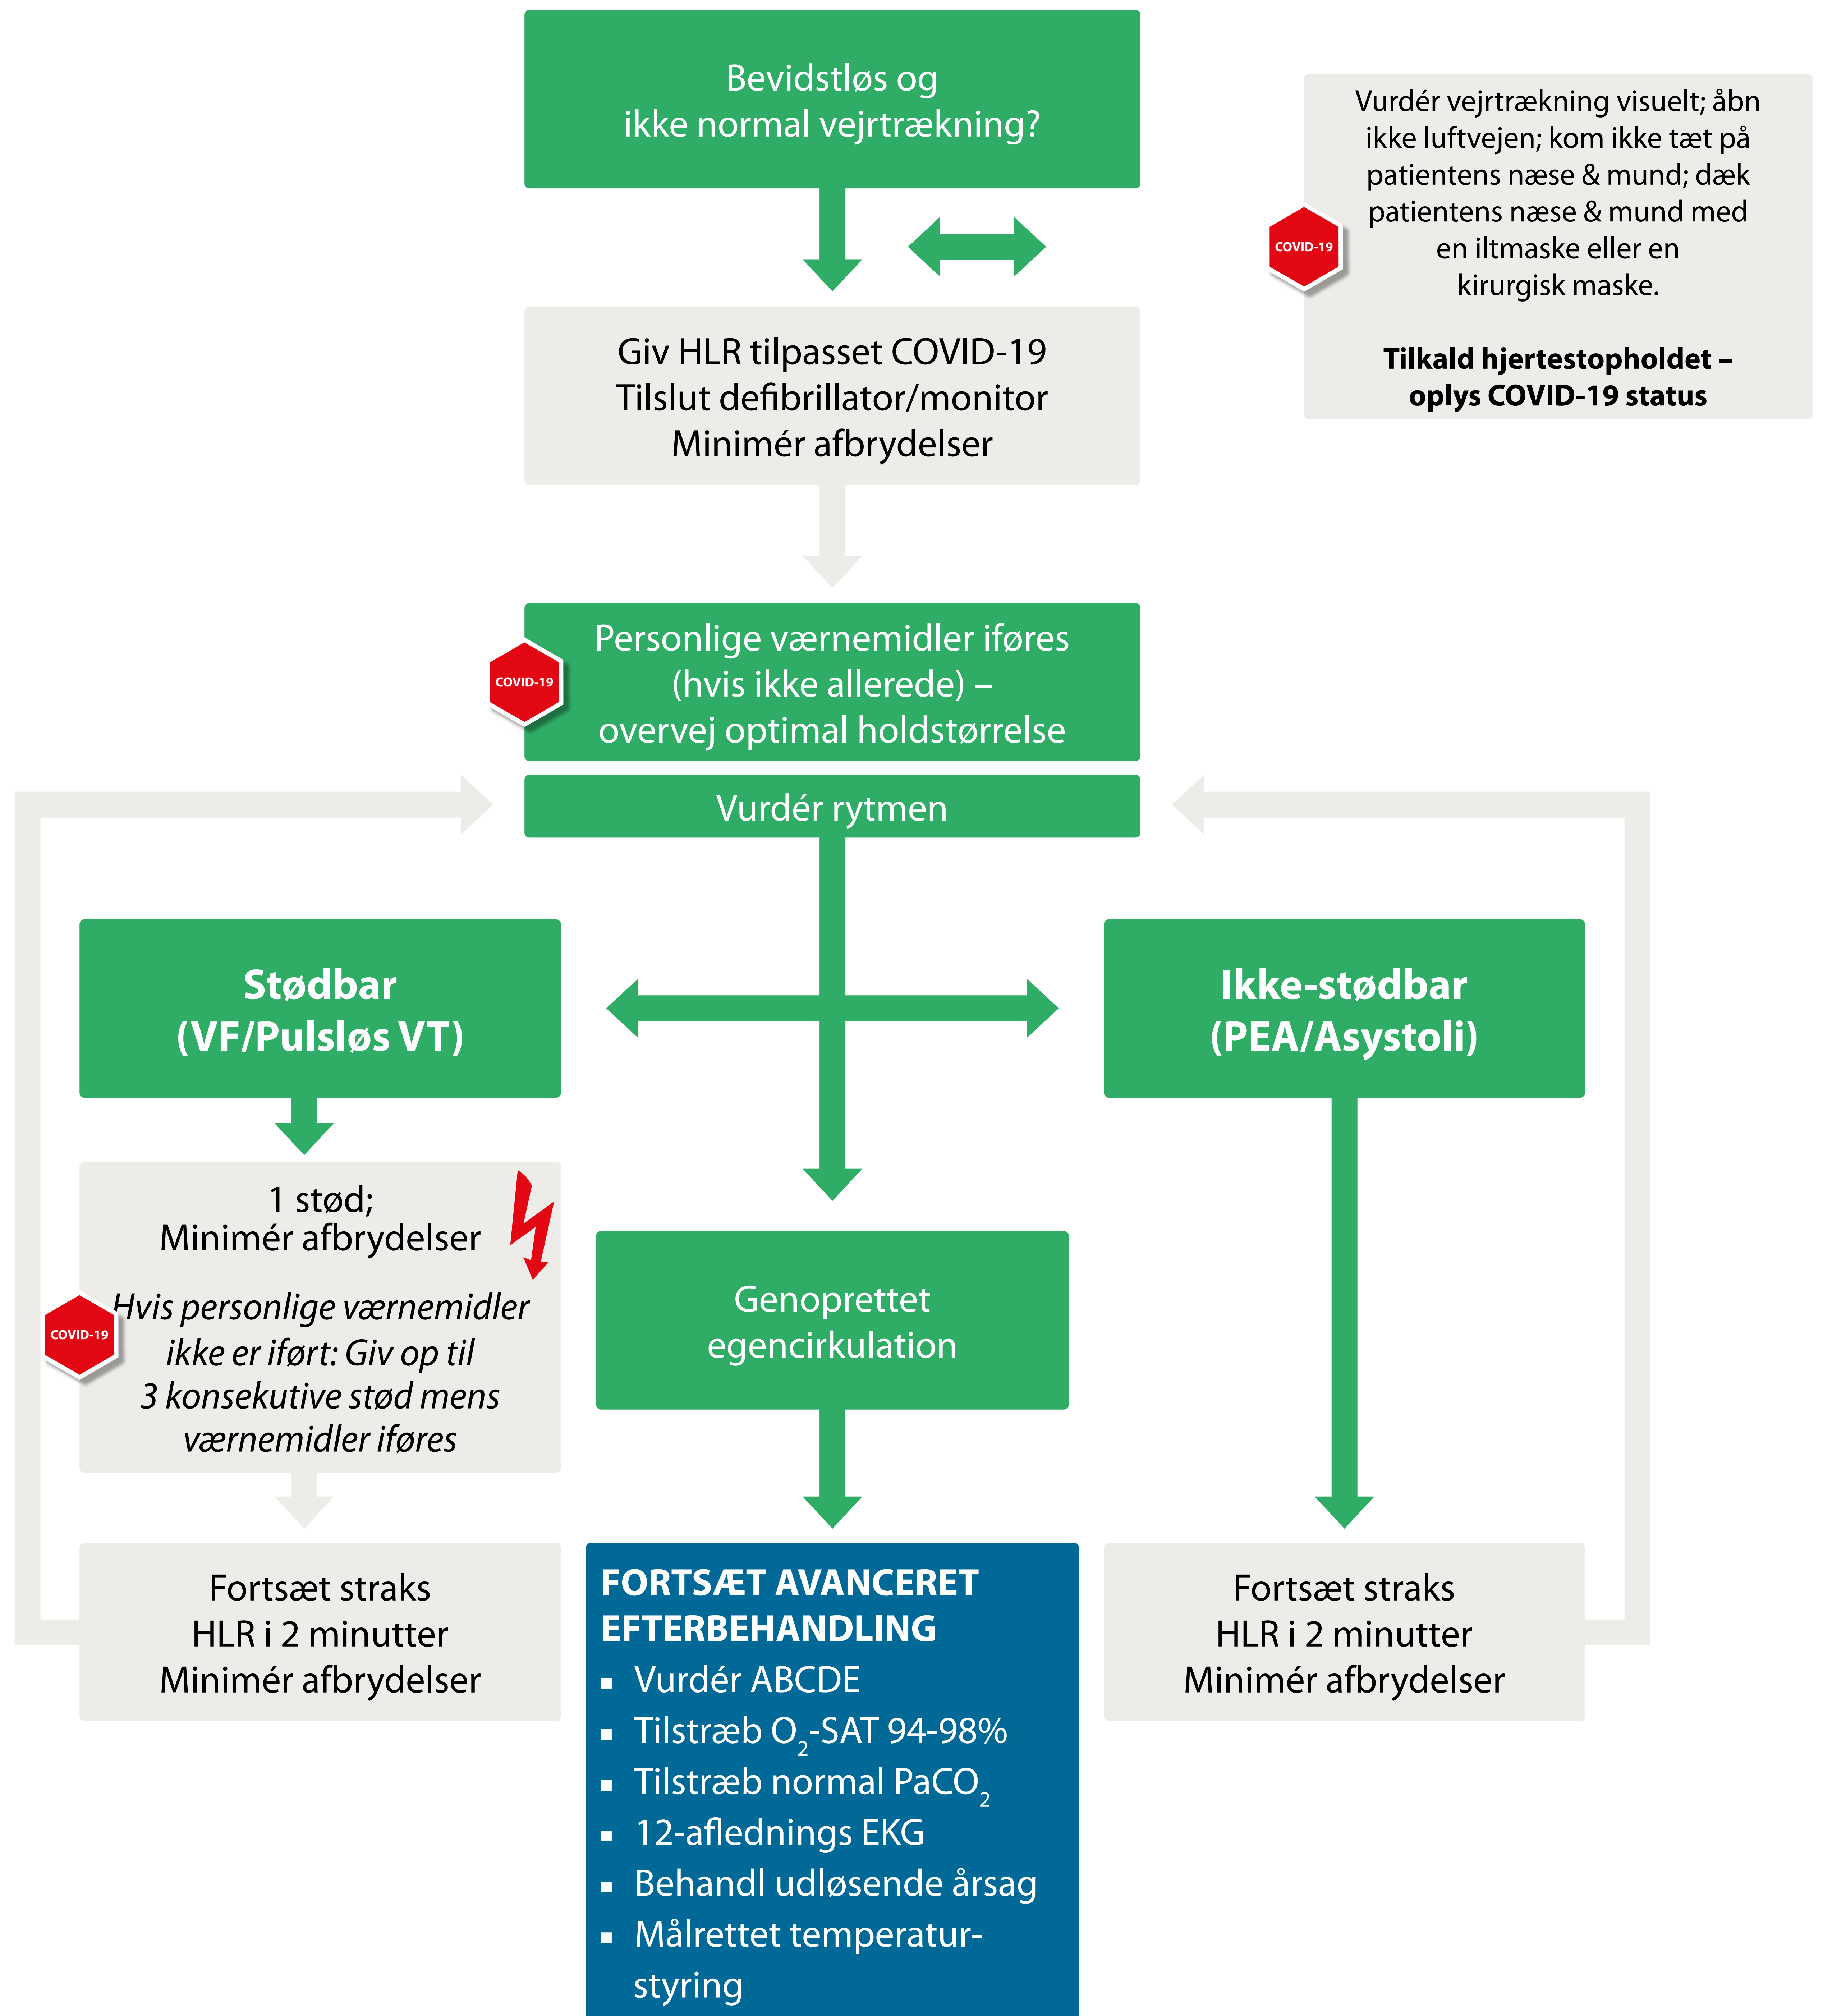 Bevidstløs og
ikke normal vejrtrækning?
Vurdér vejrtrækning visuelt; åbn
ikke luftvejen; kom ikke tæt på
patientens næse & mund; dæk
patientens næse & mund med
en iltmaske eller en
kirurgisk maske.
Tilkald hjertestopholdet –
oplys COVID-19 status
COVID-19
Giv HLR tilpasset COVID-19
Tilslut defibrillator/monitor
Minimér afbrydelser
COVID-19
Personlige værnemidler iføres
(hvis ikke allerede) –
overvej optimal holdstørrelse
Vurdér rytmen
Stødbar
(VF/Pulsløs VT)
Ikke-stødbar
(PEA/Asystoli)
1 stød;
Minimér afbrydelser
COVID-19
Hvis personlige værnemidler
ikke er iført: Giv op til
3 konsekutive stød mens
værnemidler iføres
Genoprettet
egencirkulation
Fortsæt straks
HLR i 2 minutter
Minimér afbrydelser
FORTSÆT AVANCERET
EFTERBEHANDLING
▪ Vurdér ABCDE
▪ Tilstræb O₂-SAT 94-98%
▪ Tilstræb normal PaCO₂
▪ 12-aflednings EKG
▪ Behandl udløsende årsag
▪ Målrettet temperatur-
styring
Fortsæt straks
HLR i 2 minutter
Minimér afbrydelser